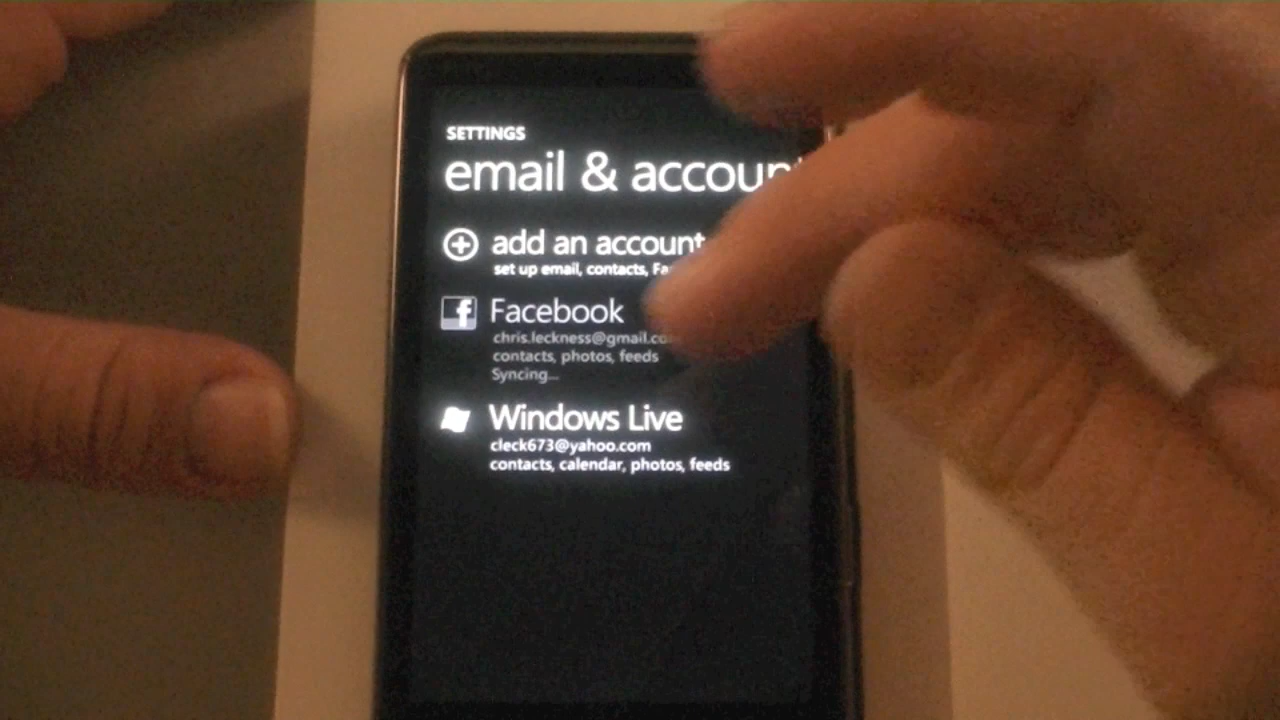 SETTINGS
email & account
add an account
set up email, contacts, Fa
Facebook
chris.leckness@gmail.co
contacts, photos, feeds
Syncing...
Windows Live
cleck673@yahoo.com
contacts, calendar, photos, feeds